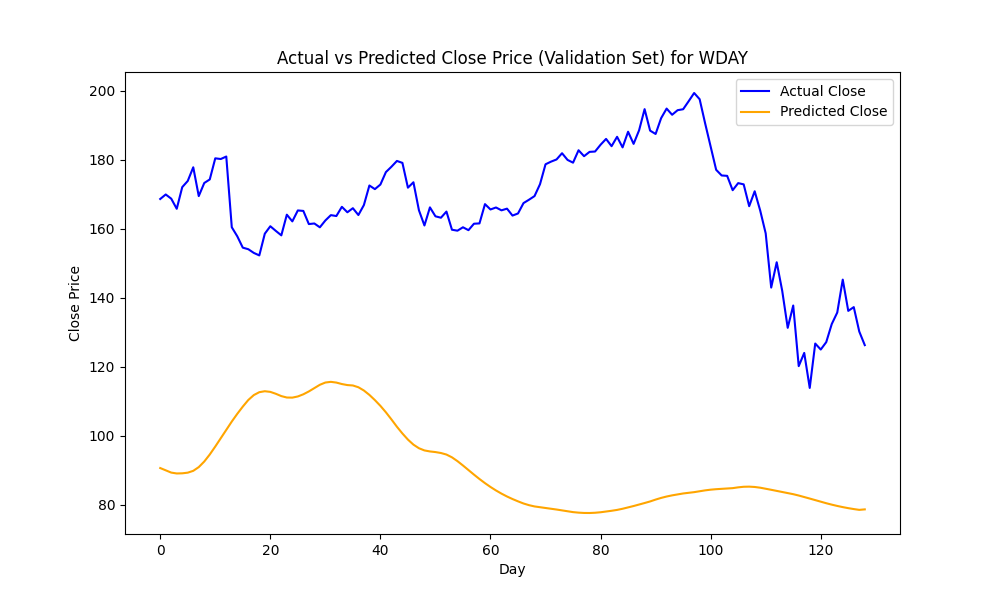 Actual vs Predicted Close Price (Validation Set) for WDAY
Actual Close
Predicted Close
Close Price
200
180
160
140
120
100
80
0 20 40 60 80 100 120
Day